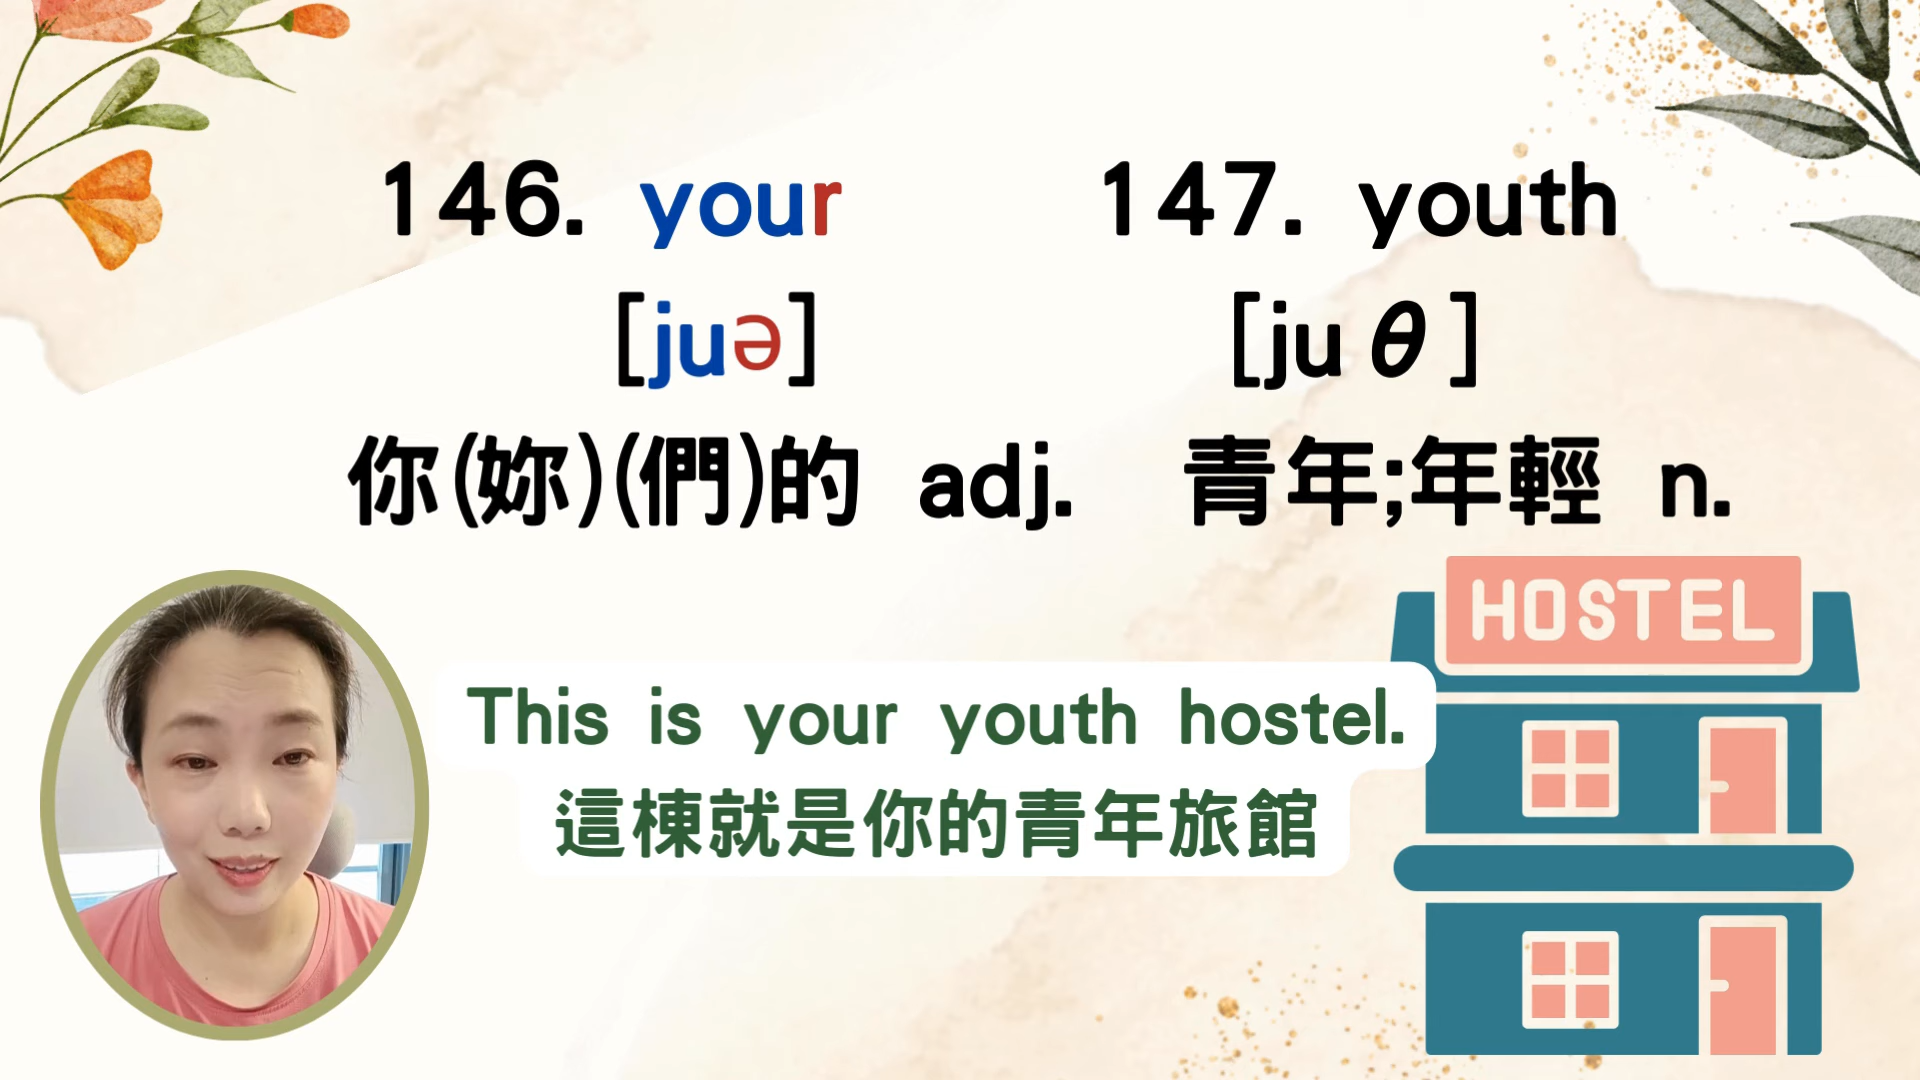 146. your
[juə]
你(妳)(們)的 adj.
147. youth
[juθ]
青年;年輕 n.
HOSTEL
This is your youth hostel.
這棟就是你的青年旅館